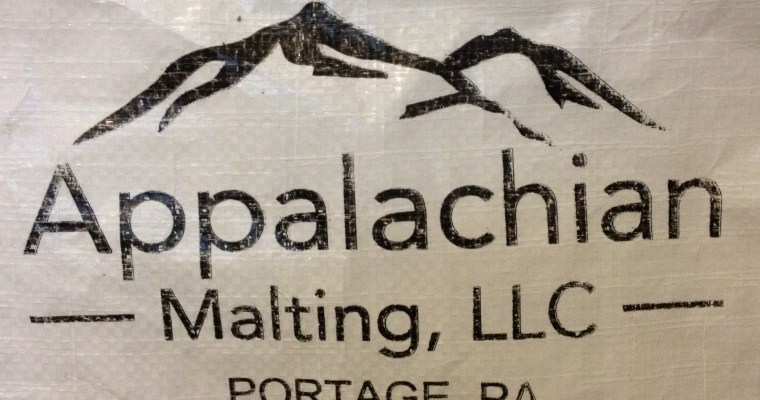 Appalachian
Malting, LLC
PORTAGE, PA